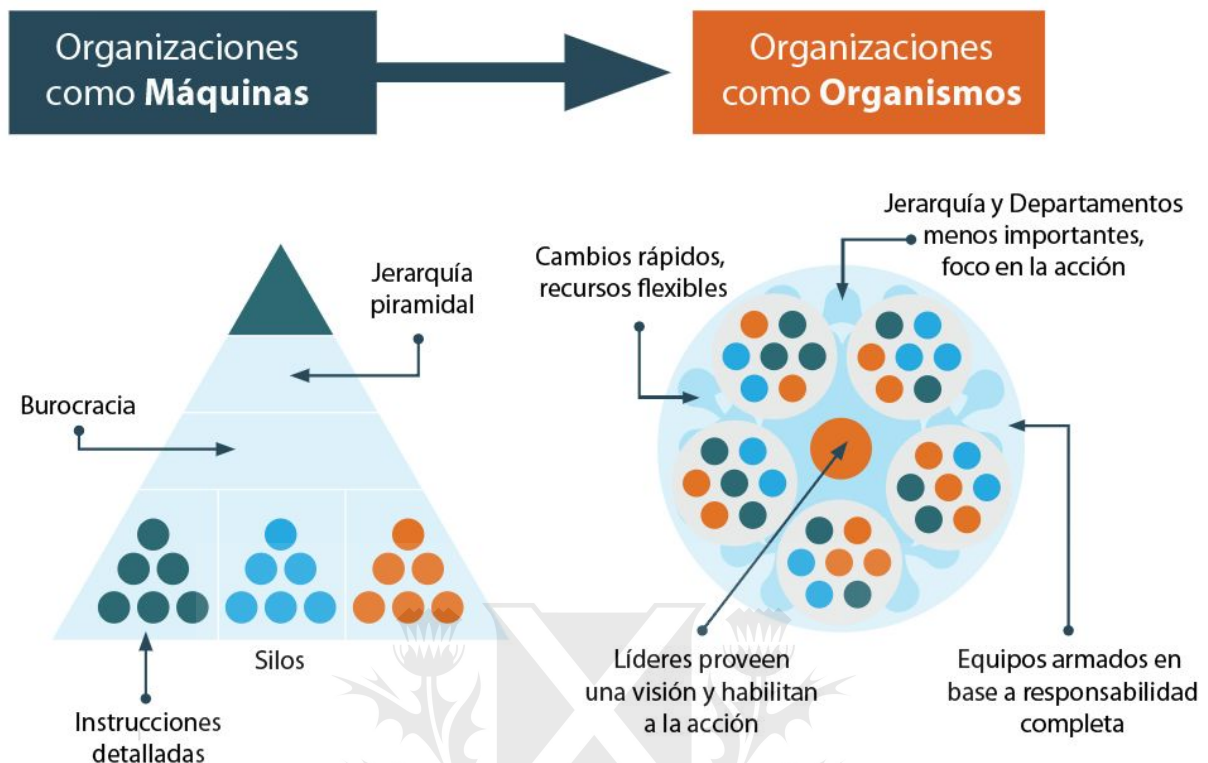 Organizaciones
como Máquinas
Organizaciones
como Organismos
Jerarquía
piramidal
Burocracia
Silos
Instrucciones
detalladas
Jerarquía y Departamentos
menos importantes,
foco en la acción
Cambios rápidos,
recursos flexibles
Líderes proveen
una visión y habilitan
a la acción
Equipos armados en
base a responsabilidad
completa